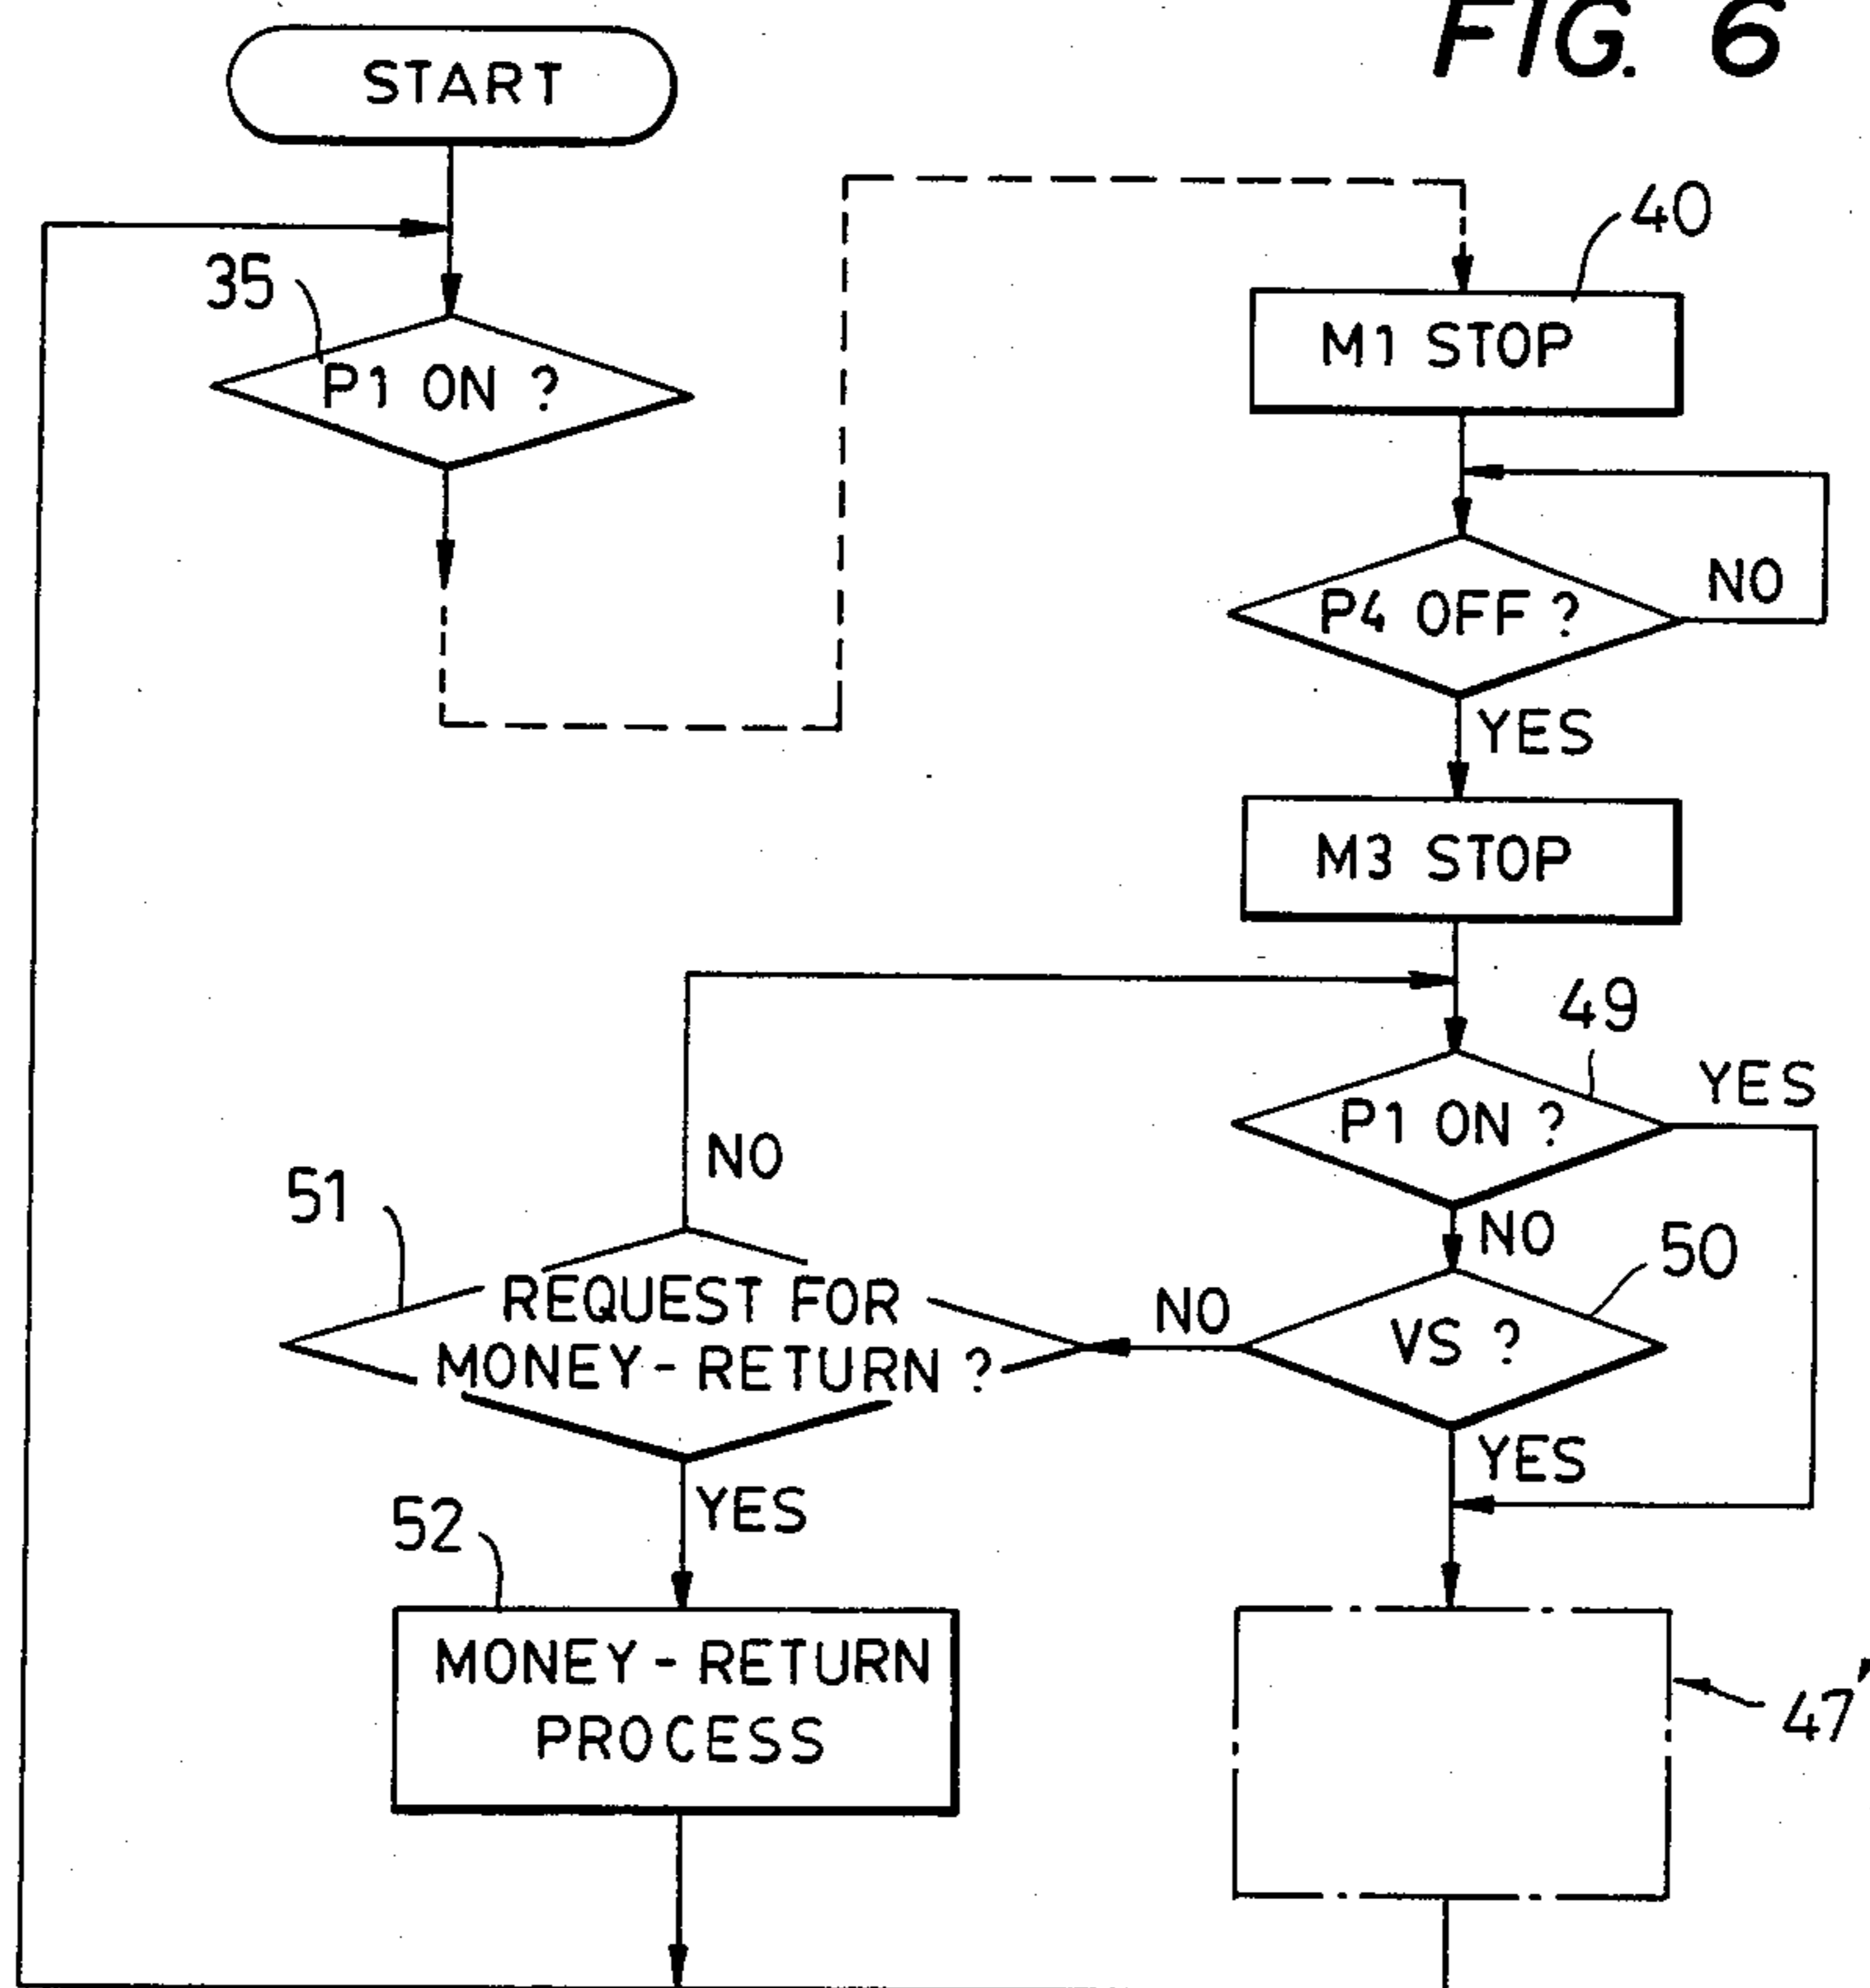 FIG. 6
START
35
P1 ON ?
40
M1 STOP
P4 OFF ?
NO
YES
M3 STOP
49
P1 ON ?
YES
NO
50
VS ?
NO
YES
51
REQUEST FOR
MONEY - RETURN ?
NO
YES
52
MONEY - RETURN
PROCESS
47'